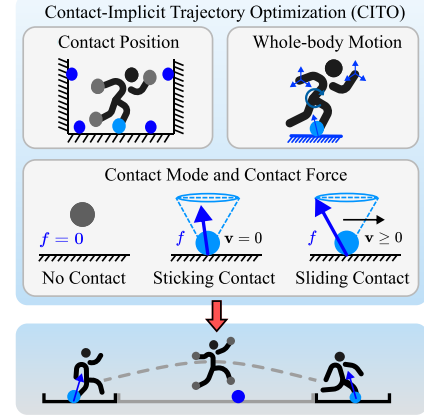 Contact-Implicit Trajectory Optimization (CITO)
Contact Position
Whole-body Motion
Contact Mode and Contact Force
f = 0
f
v = 0
f
v ≥ 0
No Contact
Sticking Contact
Sliding Contact